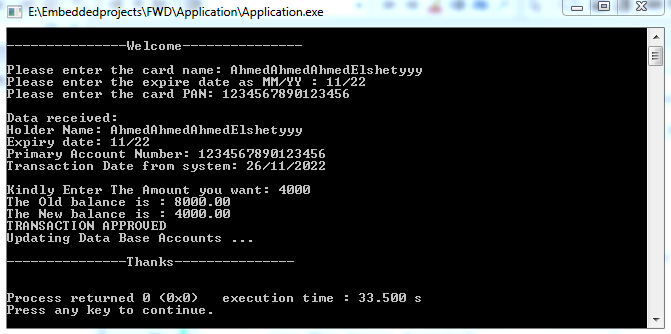 E:\Embeddedprojects\FWD\Application\Application.exe
---------------Welcome---------------
Please enter the card name: AhmedAhmedAhmedElshetyyy
Please enter the expire date as MM/YY : 11/22
Please enter the card PAN: 1234567890123456
Data received:
Holder Name: AhmedAhmedAhmedElshetyyy
Expiry date: 11/22
Primary Account Number: 1234567890123456
Transaction Date from system: 26/11/2022
Kindly Enter The Amount you want: 4000
The Old balance is : 8000.00
The New balance is : 4000.00
TRANSACTION APPROVED
Updating Data Base Accounts ...
---------------Thanks---------------
Process returned 0 (0x0)   execution time : 33.500 s
Press any key to continue.